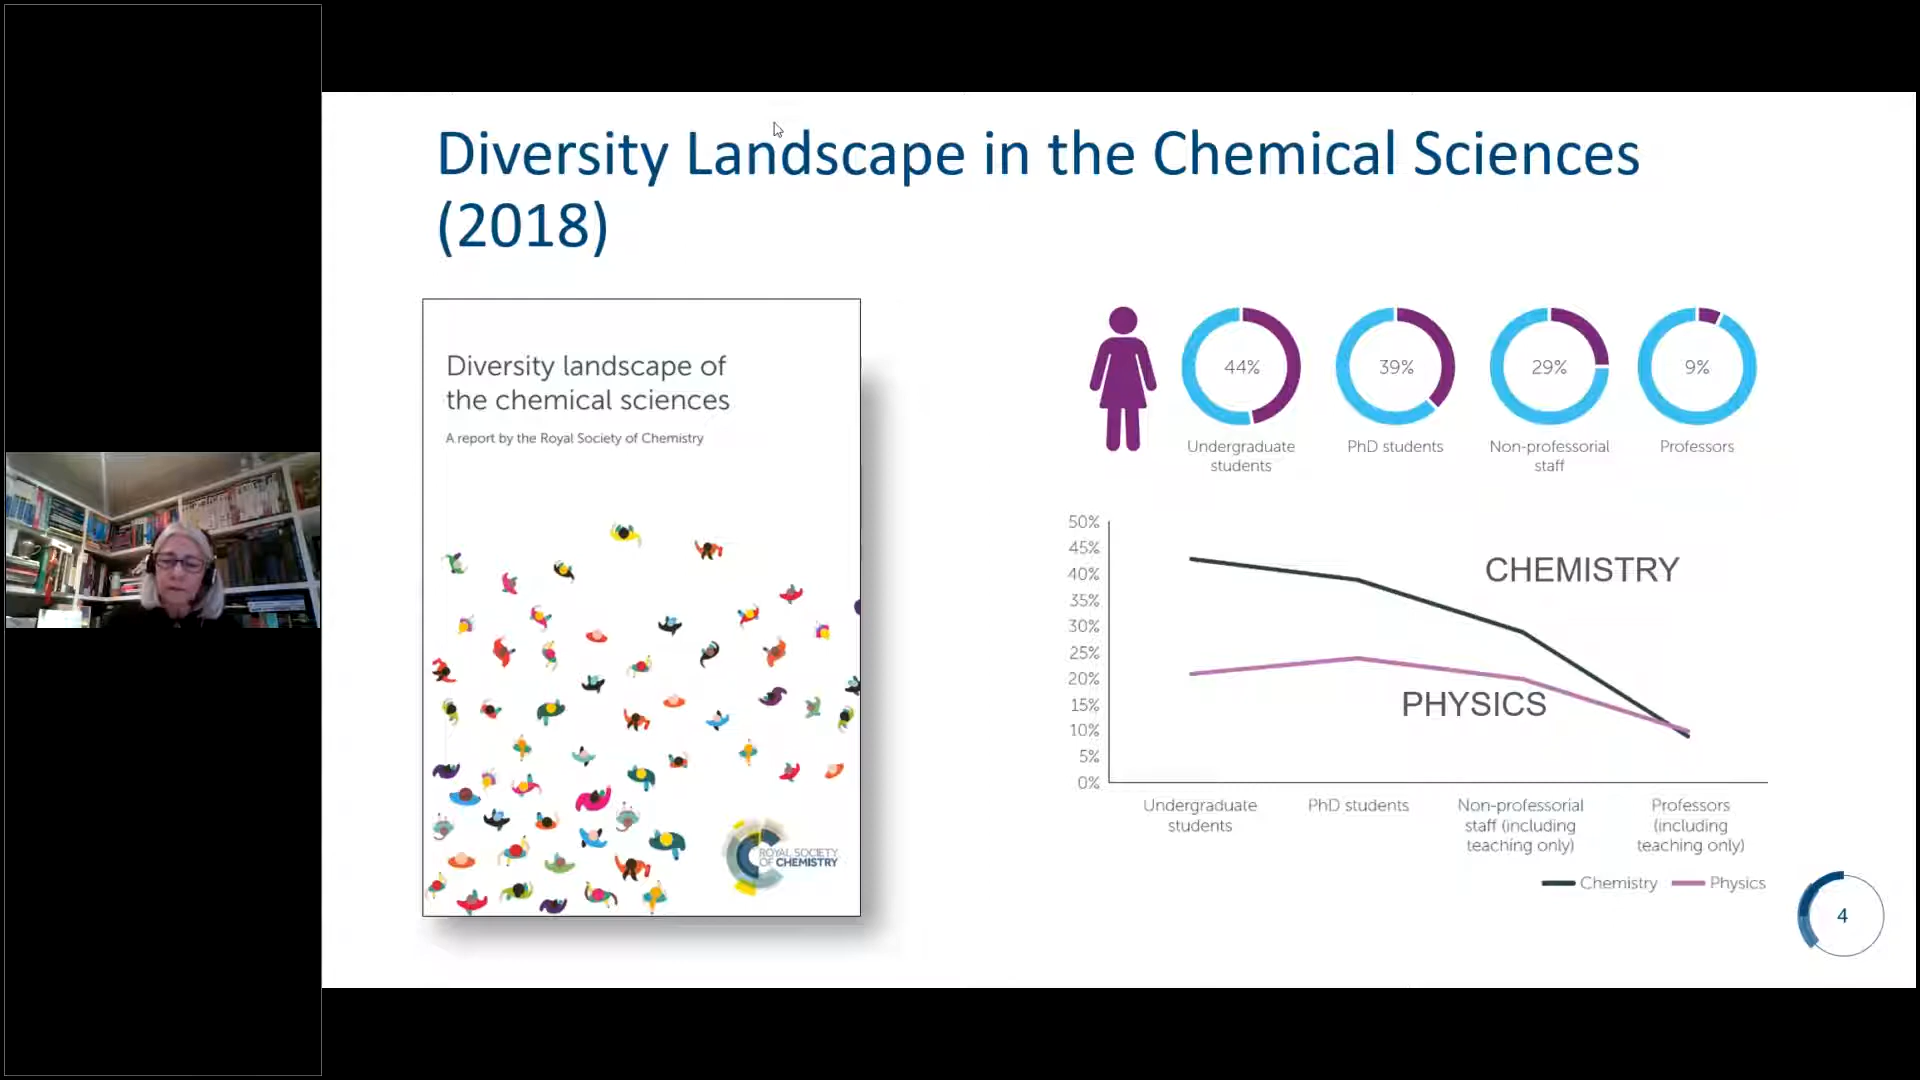 Diversity Landscape in the Chemical Sciences
(2018)
Diversity landscape of
the chemical sciences
A report by the Royal Society of Chemistry
ROYAL SOCIETY
OF CHEMISTRY
44%
39%
29%
9%
Undergraduate
students
PhD students
Non-professorial
staff
Professors
50%
45%
40%
35%
30%
25%
20%
15%
10%
5%
0%
CHEMISTRY
PHYSICS
Undergraduate
students
PhD students
Non-professorial
staff (including
teaching only)
Professors
(including
teaching only)
Chemistry
Physics
4